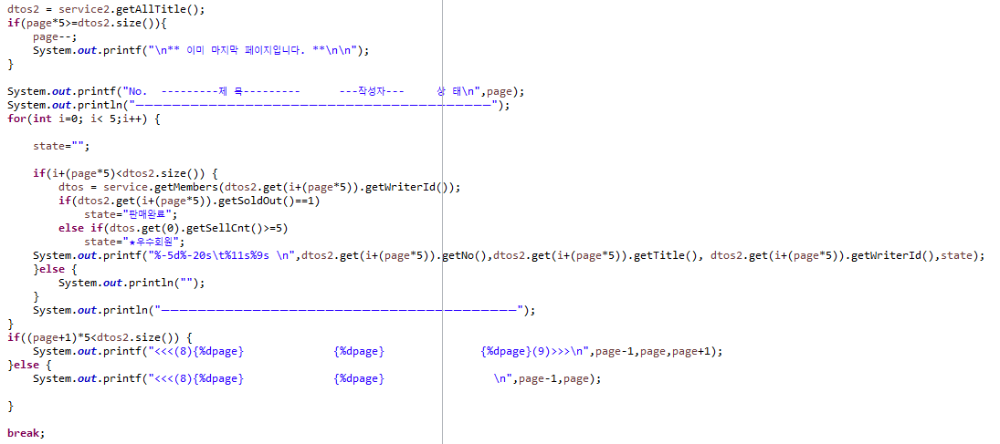 dtos2 = service2.getAllTitle();
if(page*5>=dtos2.size()){
    page--;
    System.out.printf("\n** 이미 마지막 페이지입니다. **\n\n");
}

System.out.printf("No.  ---------제 목---------      ---작성자---     상 태\n",page);
System.out.println("———————————————————————————————————————");
for(int i=0; i< 5;i++) {

    state="";

    if(i+(page*5)<dtos2.size()) {
        dtos = service.getMembers(dtos2.get(i+(page*5)).getWriterId());
        if(dtos2.get(i+(page*5)).getSoldOut()==1)
            state="판매완료";
        else if(dtos.get(0).getSellCnt()>=5)
            state="★우수회원";
    System.out.printf("%-5d%-20s\t%11s%9s \n",dtos2.get(i+(page*5)).getNo(),dtos2.get(i+(page*5)).getTitle(), dtos2.get(i+(page*5)).getWriterId(),state);
    }else {
        System.out.println("");
    }
    System.out.println("———————————————————————————————————————");
}
if((page+1)*5<dtos2.size()) {
    System.out.printf("<<<(8){%dpage}              {%dpage}               {%dpage}(9)>>>\n",page-1,page,page+1);
}else {
    System.out.printf("<<<(8){%dpage}              {%dpage}                 \n",page-1,page);

}

break;